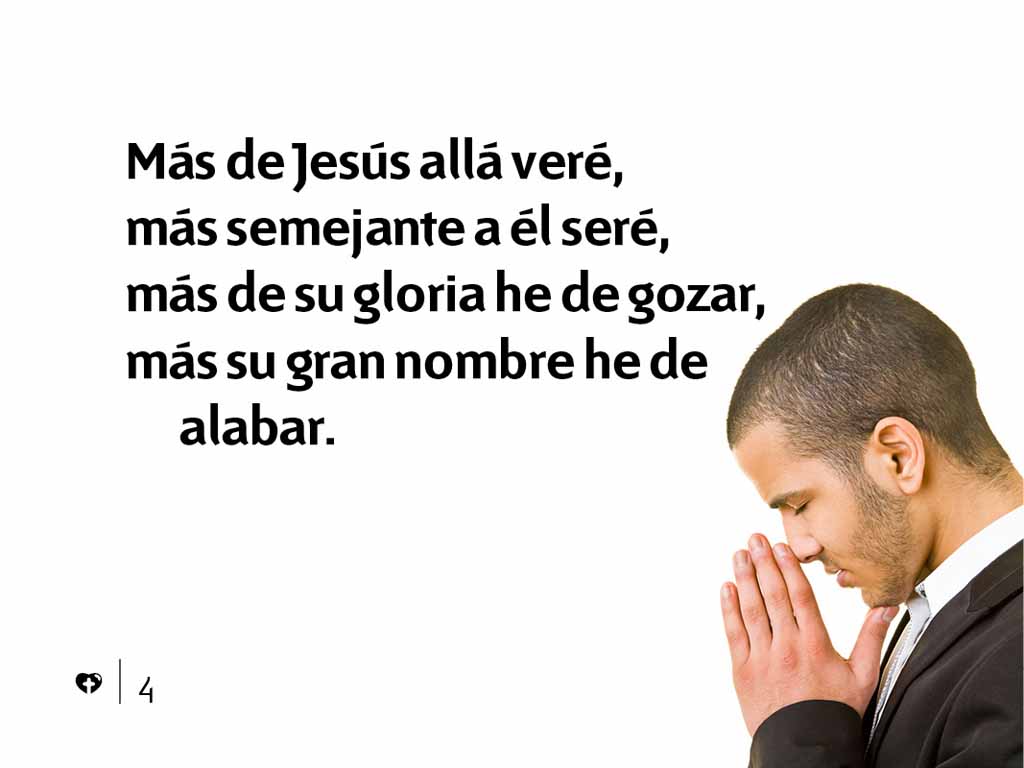 Más de Jesús allá veré,
más semejante a él seré,
más de su gloria he de gozar,
más su gran nombre he de
alabar.
4